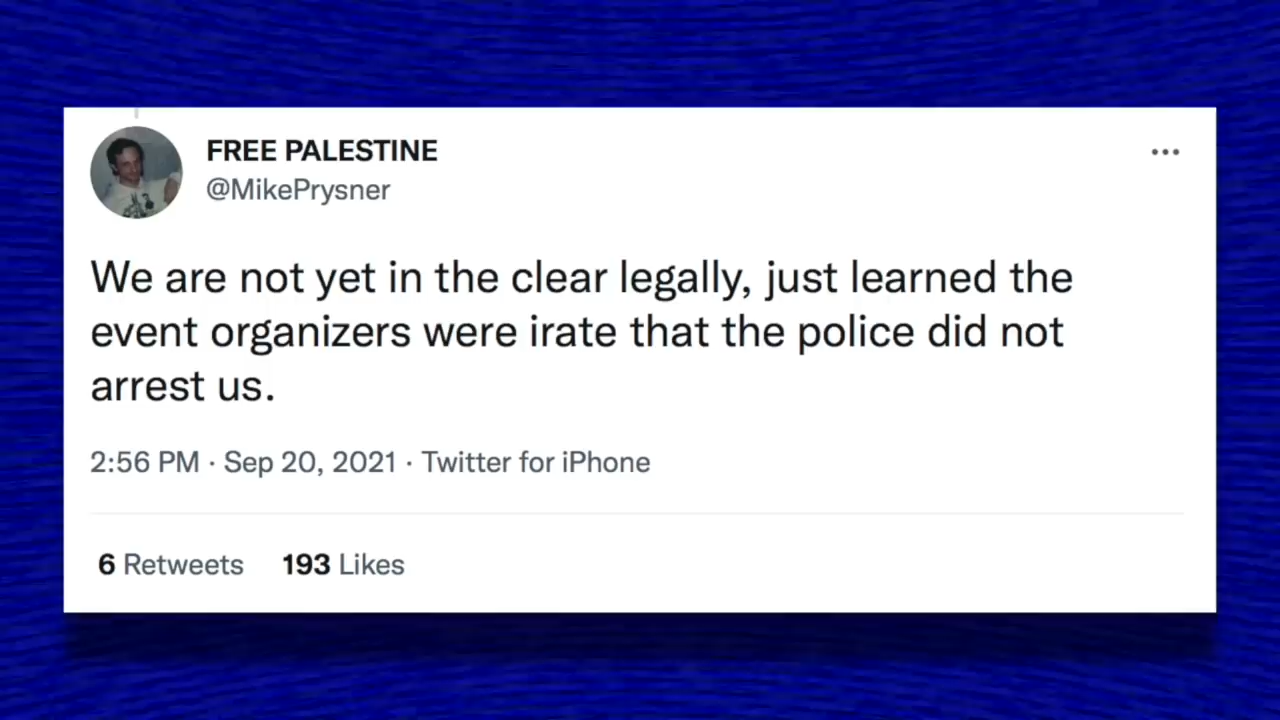 FREE PALESTINE
@MikePrysner
We are not yet in the clear legally, just learned the
event organizers were irate that the police did not
arrest us.
2:56 PM · Sep 20, 2021 · Twitter for iPhone
6 Retweets 193 Likes